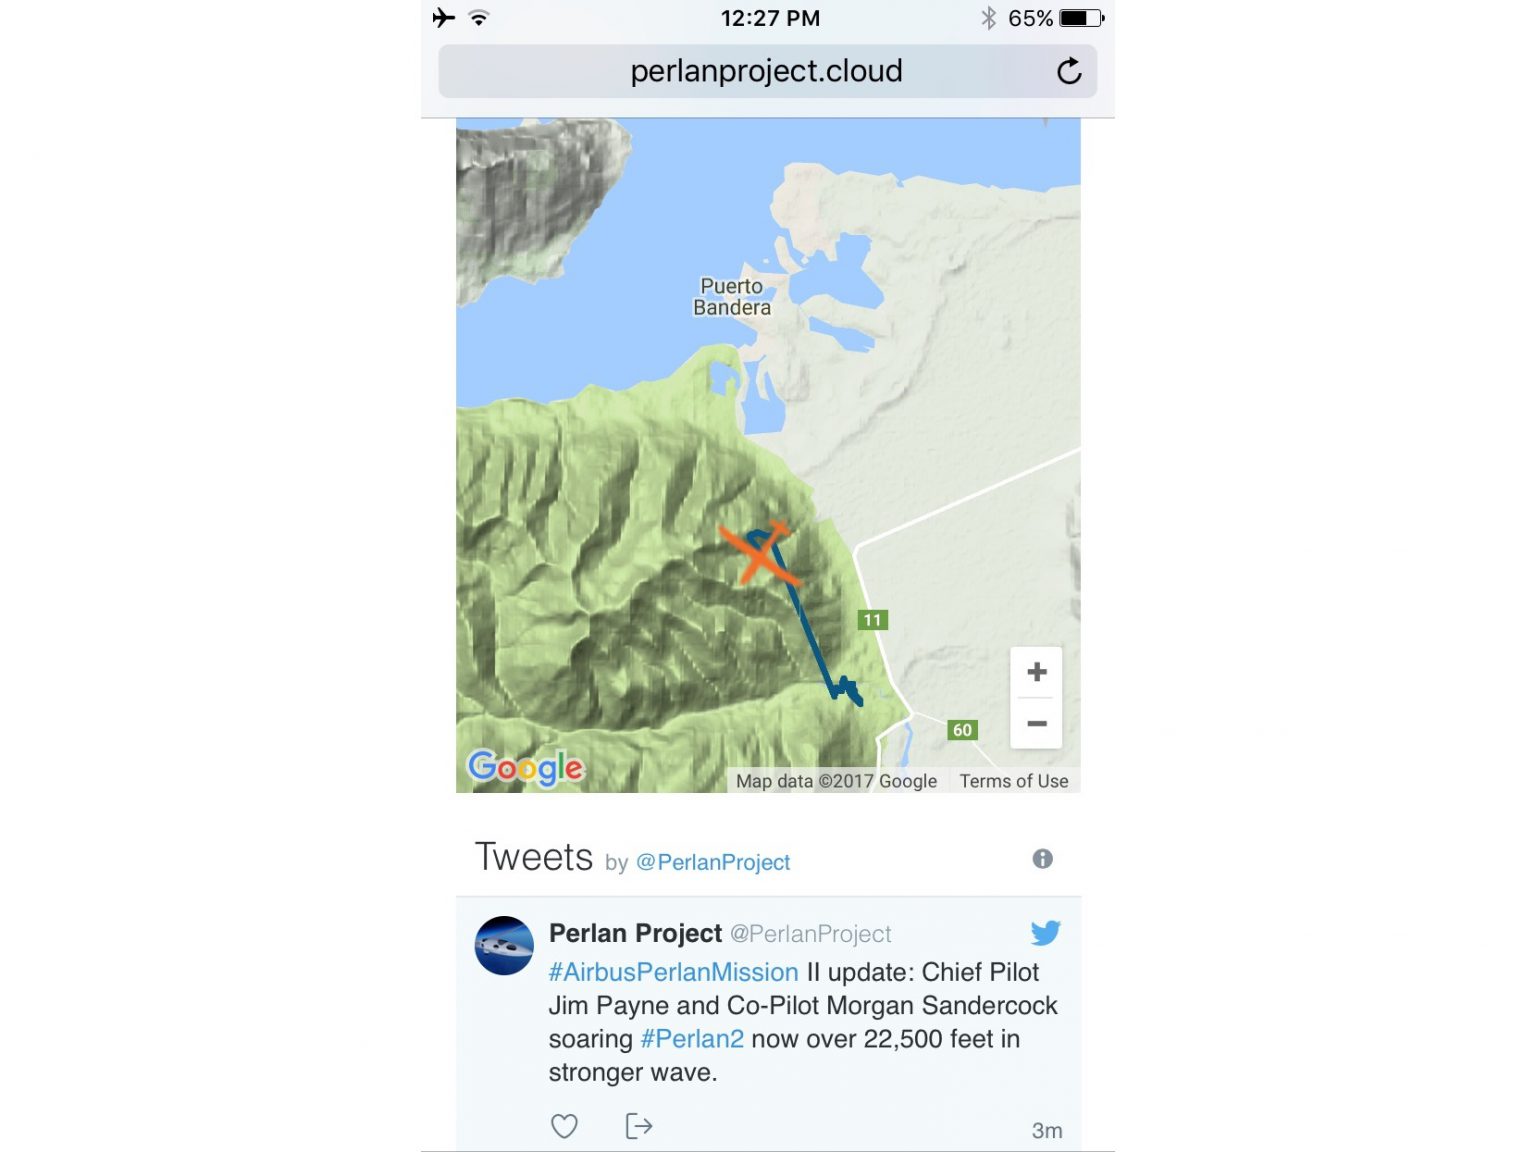 12:27 PM
65%
perlanproject.cloud
Puerto
Bandera
11
60
+
−
Google
Map data ©2017 Google Terms of Use
Tweets by @PerlanProject
Perlan Project @PerlanProject
#AirbusPerlanMission II update: Chief Pilot
Jim Payne and Co-Pilot Morgan Sandercock
soaring #Perlan2 now over 22,500 feet in
stronger wave.
3m